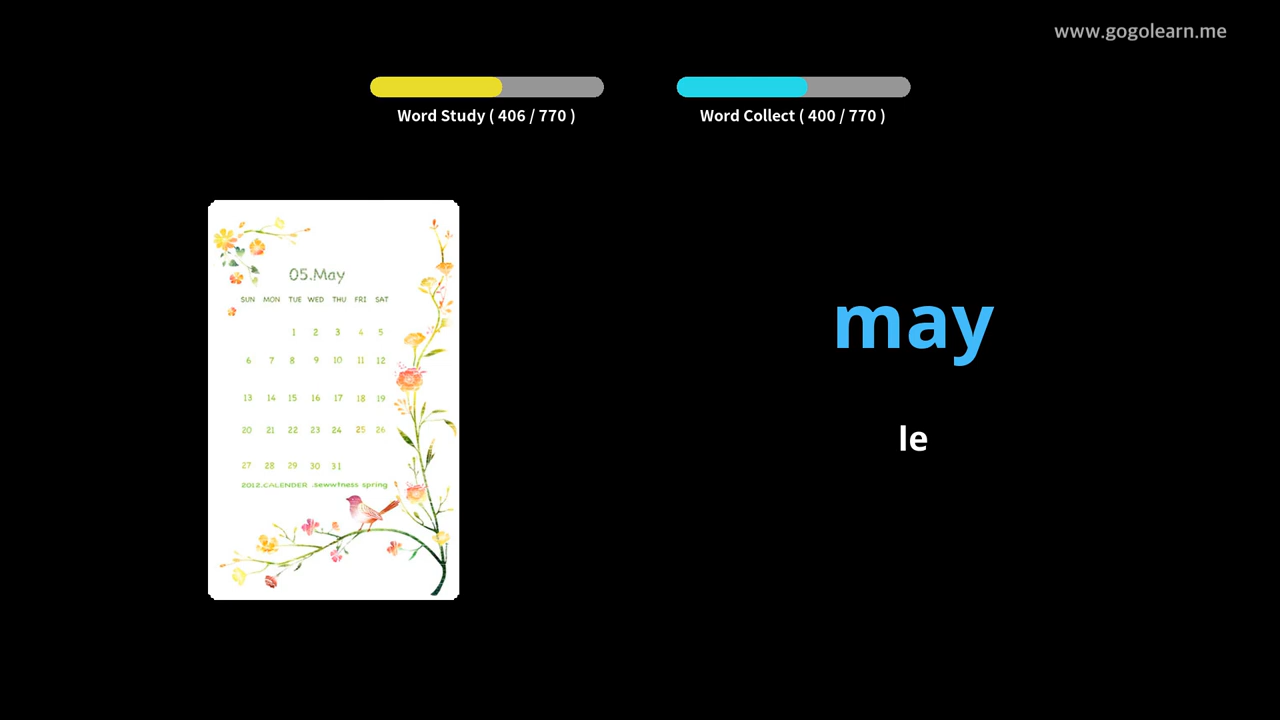 www.gogolearn.me
Word Study ( 406 / 770 )
Word Collect ( 400 / 770 )
05.May
SUN MON TUE WED THU FRI SAT
1 2 3 4 5
6 7 8 9 10 11 12
13 14 15 16 17 18 19
20 21 22 23 24 25 26
27 28 29 30 31
2012.CALENDER .sewwtness spring
may
le